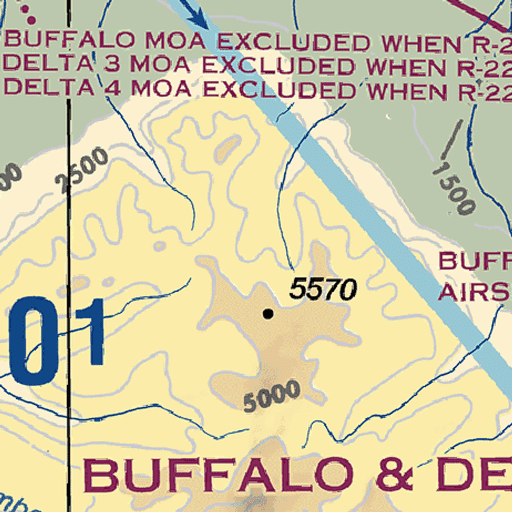 BUFFALO MOA EXCLUDED WHEN R-2
DELTA 3 MOA EXCLUDED WHEN R-22
DELTA 4 MOA EXCLUDED WHEN R-22
00
2500
1500
BUFF
AIRS
5570
01
5000
BUFFALO & DE